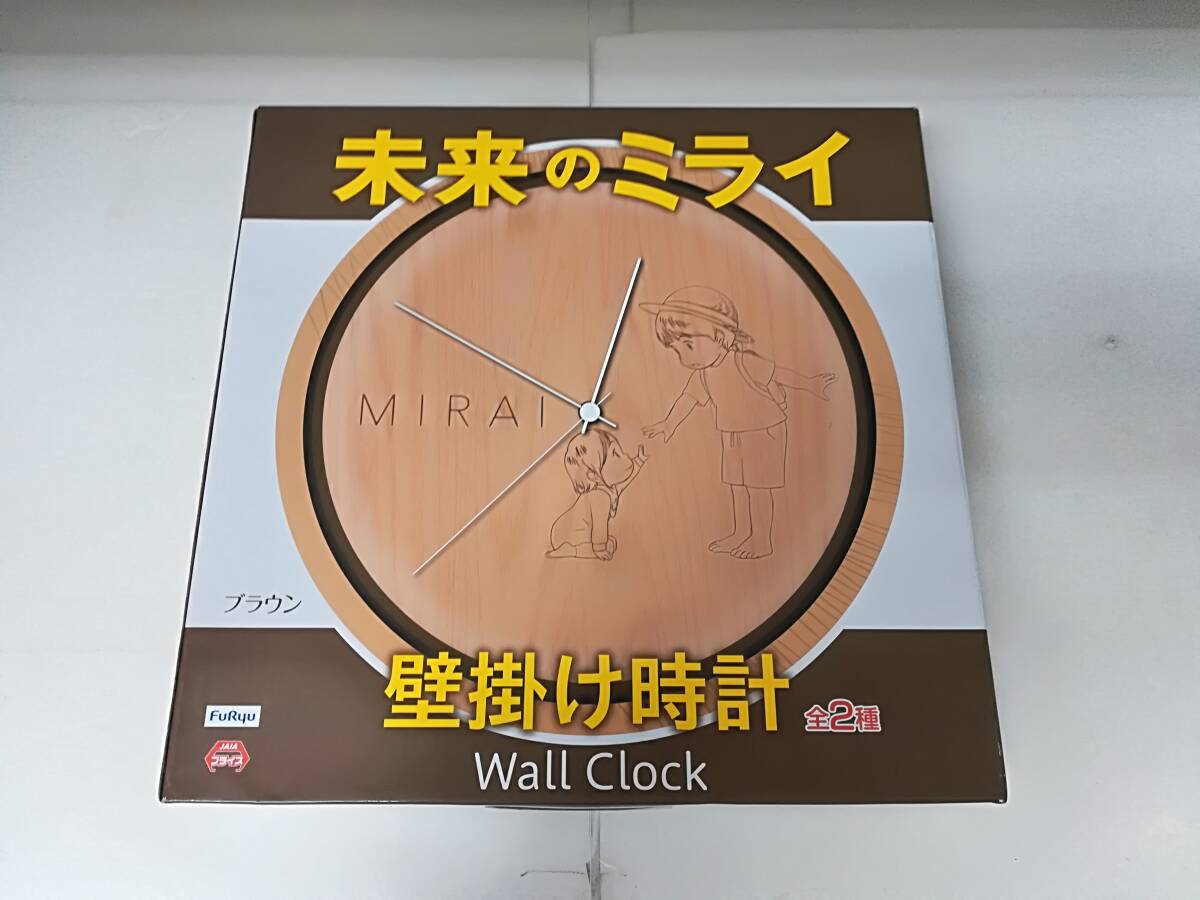 未来のミライ
MIRAI
ブラウン
壁掛け時計
全2種
FuRyu
JAIA
プライズ
Wall Clock